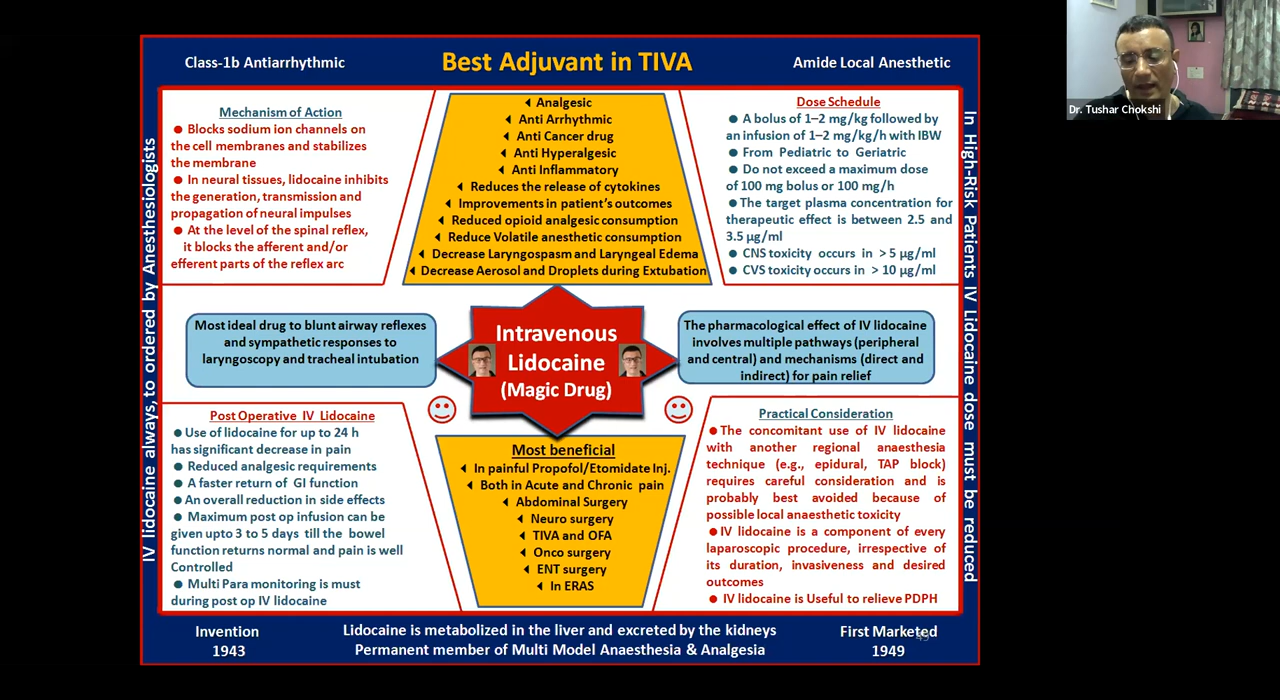 Class-1b Antiarrhythmic
Best Adjuvant in TIVA
Amide Local Anesthetic
Dr. Tushar Chokshi
IV lidocaine always, to ordered by Anesthesiologists
Mechanism of Action
Blocks sodium ion channels on
the cell membranes and stabilizes
the membrane
In neural tissues, lidocaine inhibits
the generation, transmission and
propagation of neural impulses
At the level of the spinal reflex,
it blocks the afferent and/or
efferent parts of the reflex arc
Analgesic
Anti Arrhythmic
Anti Cancer drug
Anti Hyperalgesic
Anti Inflammatory
Reduces the release of cytokines
Improvements in patient's outcomes
Reduced opioid analgesic consumption
Reduce Volatile anesthetic consumption
Decrease Laryngospasm and Laryngeal Edema
Decrease Aerosol and Droplets during Extubation
Dose Schedule
A bolus of 1–2 mg/kg followed by
an infusion of 1–2 mg/kg/h with IBW
From Pediatric to Geriatric
Do not exceed a maximum dose
of 100 mg bolus or 100 mg/h
The target plasma concentration for
therapeutic effect is between 2.5 and
3.5 µg/ml
CNS toxicity occurs in > 5 µg/ml
CVS toxicity occurs in > 10 µg/ml
In High-Risk Patients IV Lidocaine dose must be reduced
Most ideal drug to blunt airway reflexes
and sympathetic responses to
laryngoscopy and tracheal intubation
Intravenous
Lidocaine
(Magic Drug)
The pharmacological effect of IV lidocaine
involves multiple pathways (peripheral
and central) and mechanisms (direct and
indirect) for pain relief
Post Operative IV Lidocaine
Use of lidocaine for up to 24 h
has significant decrease in pain
Reduced analgesic requirements
A faster return of GI function
An overall reduction in side effects
Maximum post op infusion can be
given upto 3 to 5 days till the bowel
function returns normal and pain is well
Controlled
Multi Para monitoring is must
during post op IV lidocaine
Most beneficial
In painful Propofol/Etomidate Inj.
Both in Acute and Chronic pain
Abdominal Surgery
Neuro surgery
TIVA and OFA
Onco surgery
ENT surgery
In ERAS
Practical Consideration
The concomitant use of IV lidocaine
with another regional anaesthesia
technique (e.g., epidural, TAP block)
requires careful consideration and is
probably best avoided because of
possible local anaesthetic toxicity
IV lidocaine is a component of every
laparoscopic procedure, irrespective of
its duration, invasiveness and desired
outcomes
IV lidocaine is Useful to relieve PDPH
Invention
1943
Lidocaine is metabolized in the liver and excreted by the kidneys
Permanent member of Multi Model Anaesthesia & Analgesia
First Marketed
1949